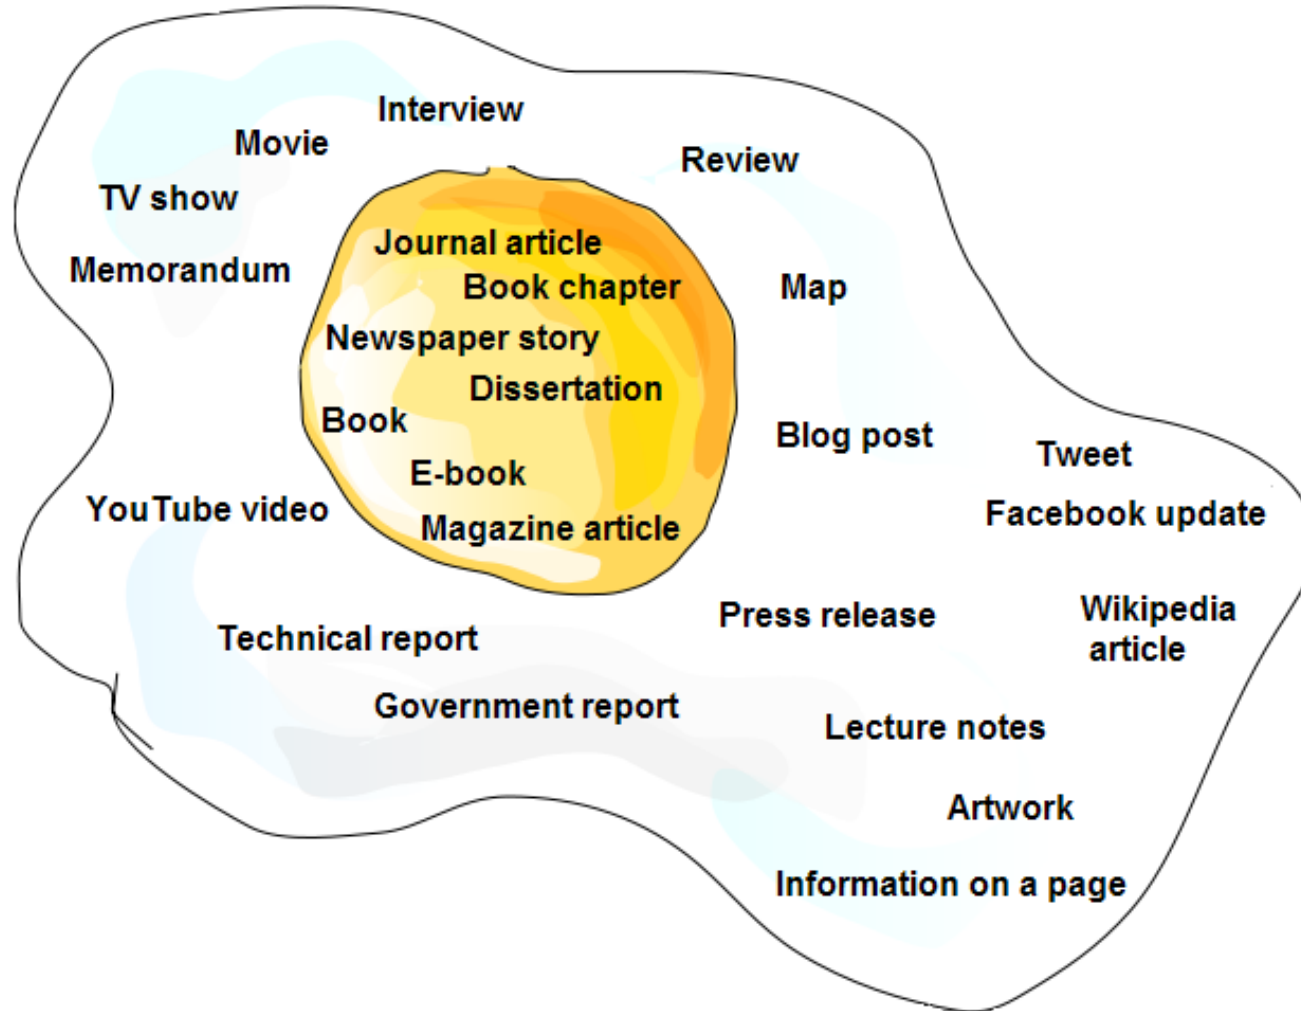 Interview
Movie
Review
TV show
Memorandum
Journal article
Book chapter
Map
Newspaper story
Dissertation
Book
Blog post
Tweet
E-book
YouTube video
Facebook update
Magazine article
Press release
Wikipedia
article
Technical report
Government report
Lecture notes
Artwork
Information on a page